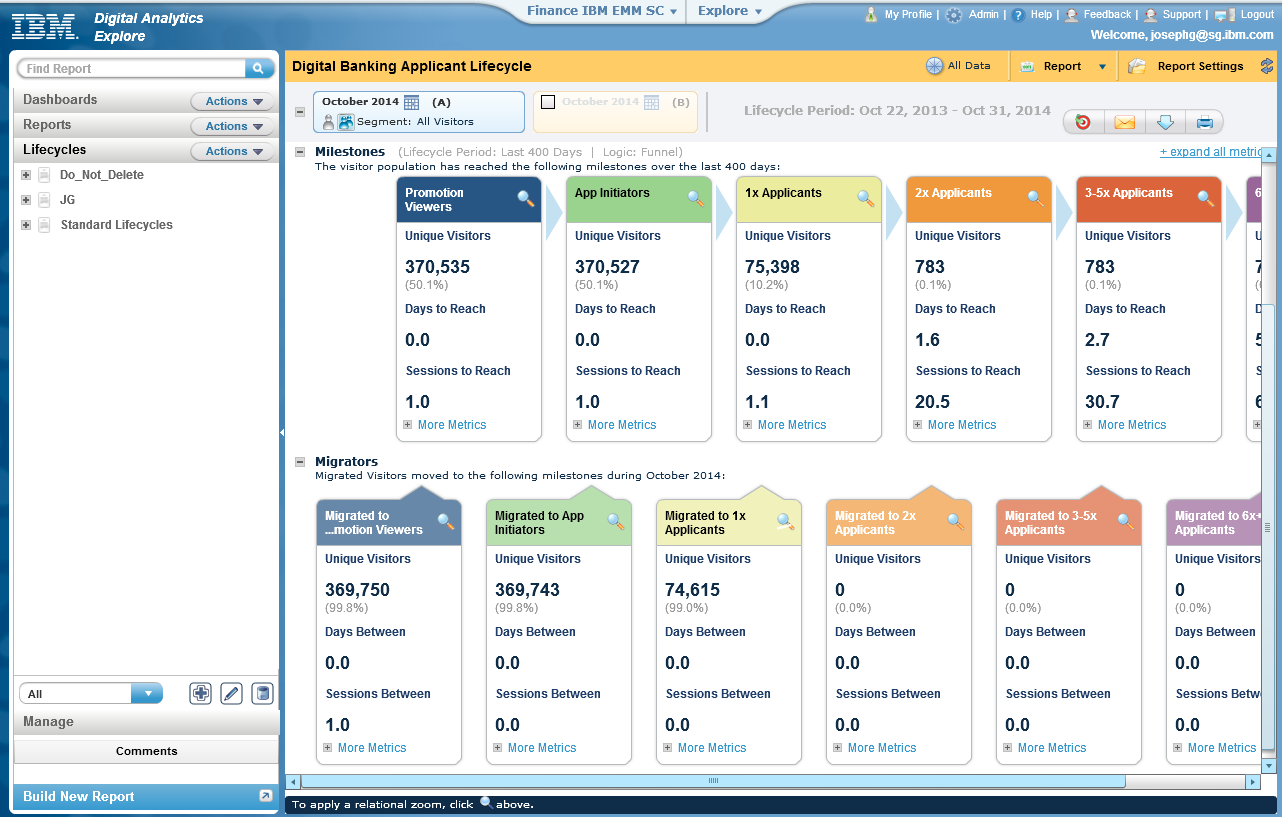 IBM.
Digital Analytics
Explore
Finance IBM EMM SC
Explore
My Profile | Admin | Help | Feedback | Support | Logout
Welcome, josephg@sg.ibm.com
Find Report
Dashboards
Actions
Reports
Actions
Lifecycles
Actions
Do_Not_Delete
JG
Standard Lifecycles
All
Manage
Comments
Build New Report
Digital Banking Applicant Lifecycle
All Data
Report
Report Settings
October 2014 (A)
Segment: All Visitors
October 2014 (B)
Lifecycle Period: Oct 22, 2013 - Oct 31, 2014
Milestones (Lifecycle Period: Last 400 Days | Logic: Funnel)
+ expand all metric
The visitor population has reached the following milestones over the last 400 days:
Promotion
Viewers
Unique Visitors
370,535
(50.1%)
Days to Reach
0.0
Sessions to Reach
1.0
More Metrics
App Initiators
Unique Visitors
370,527
(50.1%)
Days to Reach
0.0
Sessions to Reach
1.0
More Metrics
1x Applicants
Unique Visitors
75,398
(10.2%)
Days to Reach
0.0
Sessions to Reach
1.1
More Metrics
2x Applicants
Unique Visitors
783
(0.1%)
Days to Reach
1.6
Sessions to Reach
20.5
More Metrics
3-5x Applicants
Unique Visitors
783
(0.1%)
Days to Reach
2.7
Sessions to Reach
30.7
More Metrics
Migrators
Migrated Visitors moved to the following milestones during October 2014:
Migrated to
...motion Viewers
Unique Visitors
369,750
(99.8%)
Days Between
0.0
Sessions Between
1.0
More Metrics
Migrated to App
Initiators
Unique Visitors
369,743
(99.8%)
Days Between
0.0
Sessions Between
0.0
More Metrics
Migrated to 1x
Applicants
Unique Visitors
74,615
(99.0%)
Days Between
0.0
Sessions Between
0.0
More Metrics
Migrated to 2x
Applicants
Unique Visitors
0
(0.0%)
Days Between
0.0
Sessions Between
0.0
More Metrics
Migrated to 3-5x
Applicants
Unique Visitors
0
(0.0%)
Days Between
0.0
Sessions Between
0.0
More Metrics
Migrated to 6x+
Applicants
Unique Visitors
0
(0.0%)
Days Between
0.0
Sessions Betw
0.0
More Metrics
To apply a relational zoom, click above.